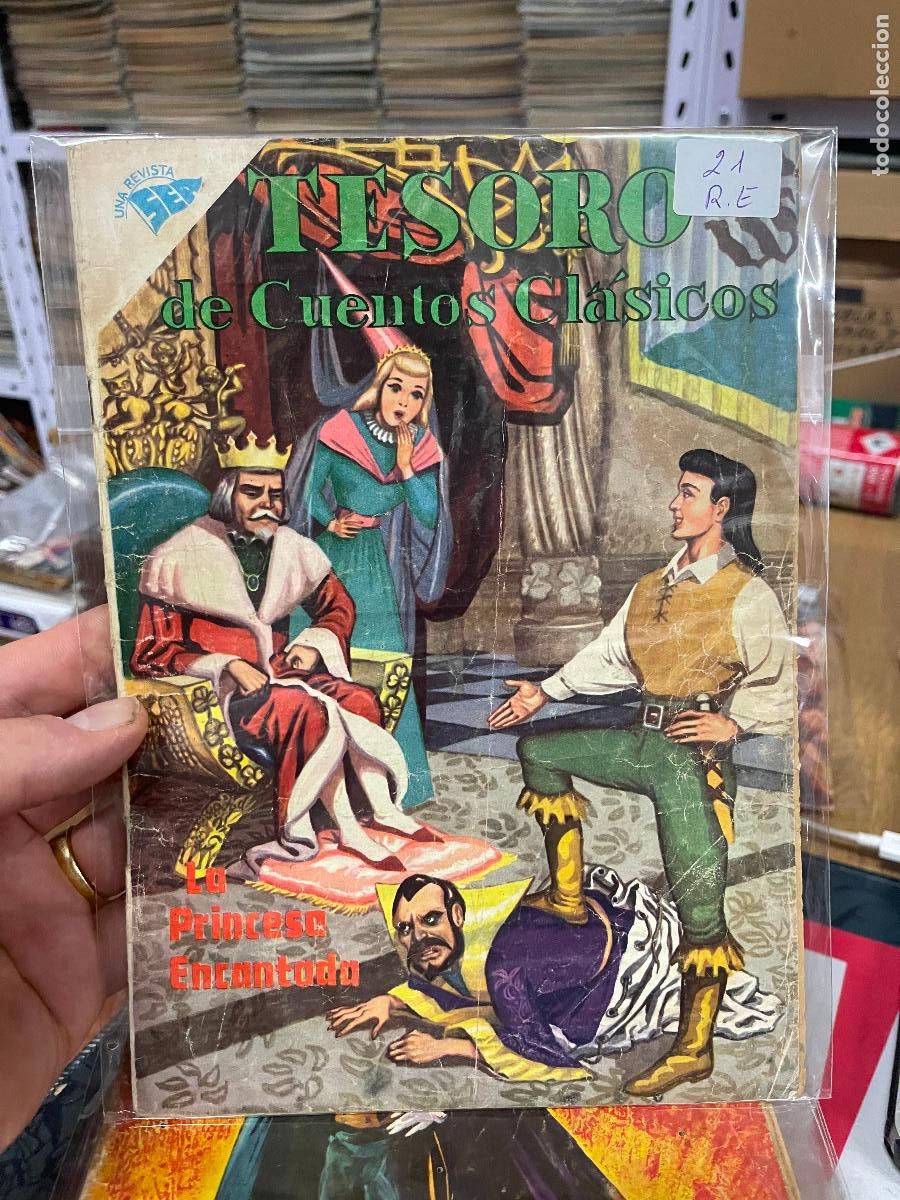 UNA REVISTA
SEA
TESORO
21
R.E
de Cuentos Clásicos
La
Princesa
Encantada
todocoleccion